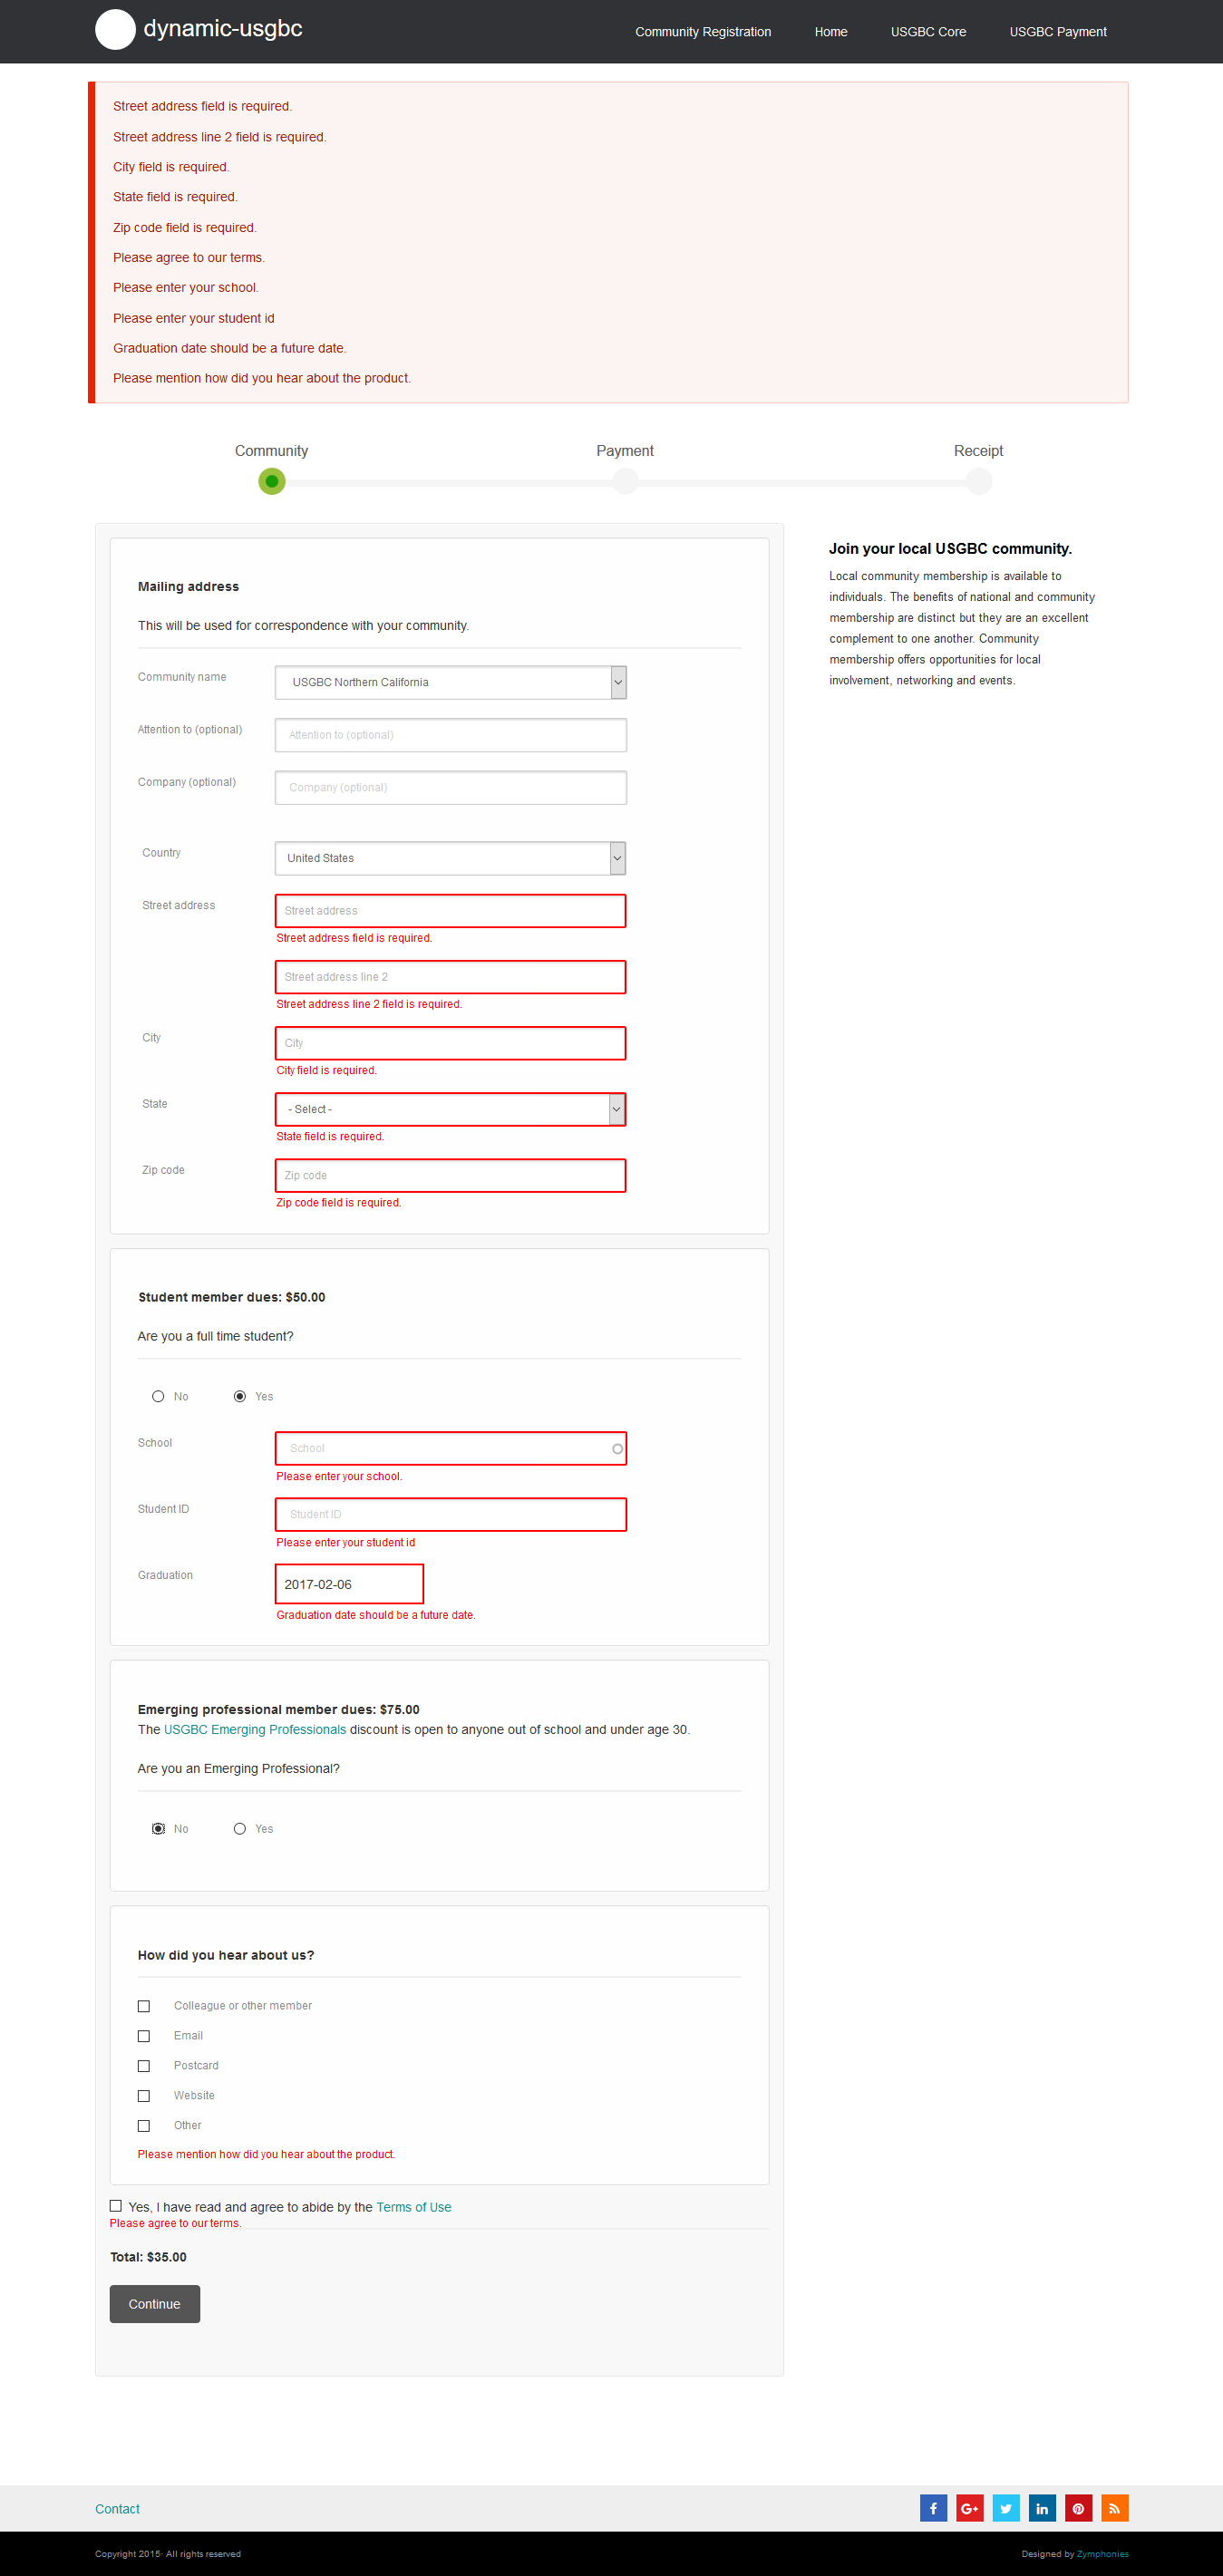 dynamic-usgbc
Community Registration
Home
USGBC Core
USGBC Payment
Street address field is required.
Street address line 2 field is required.
City field is required.
State field is required.
Zip code field is required.
Please agree to our terms.
Please enter your school.
Please enter your student id
Graduation date should be a future date.
Please mention how did you hear about the product.
Community
Payment
Receipt
Mailing address
This will be used for correspondence with your community.
Community name
USGBC Northern California
Attention to (optional)
Attention to (optional)
Company (optional)
Company (optional)
Country
United States
Street address
Street address
Street address field is required.
Street address line 2
Street address line 2 field is required.
City
City
City field is required.
State
- Select -
State field is required.
Zip code
Zip code
Zip code field is required.
Join your local USGBC community.
Local community membership is available to
individuals. The benefits of national and community
membership are distinct but they are an excellent
complement to one another. Community
membership offers opportunities for local
involvement, networking and events.
Student member dues: $50.00
Are you a full time student?
No
Yes
School
School
Please enter your school.
Student ID
Student ID
Please enter your student id
Graduation
2017-02-06
Graduation date should be a future date.
Emerging professional member dues: $75.00
The USGBC Emerging Professionals discount is open to anyone out of school and under age 30.
Are you an Emerging Professional?
No
Yes
How did you hear about us?
Colleague or other member
Email
Postcard
Website
Other
Please mention how did you hear about the product.
Yes, I have read and agree to abide by the Terms of Use
Please agree to our terms.
Total: $35.00
Continue
Contact
f
G+
in
Copyright 2015· All rights reserved
Designed by Zymphonies